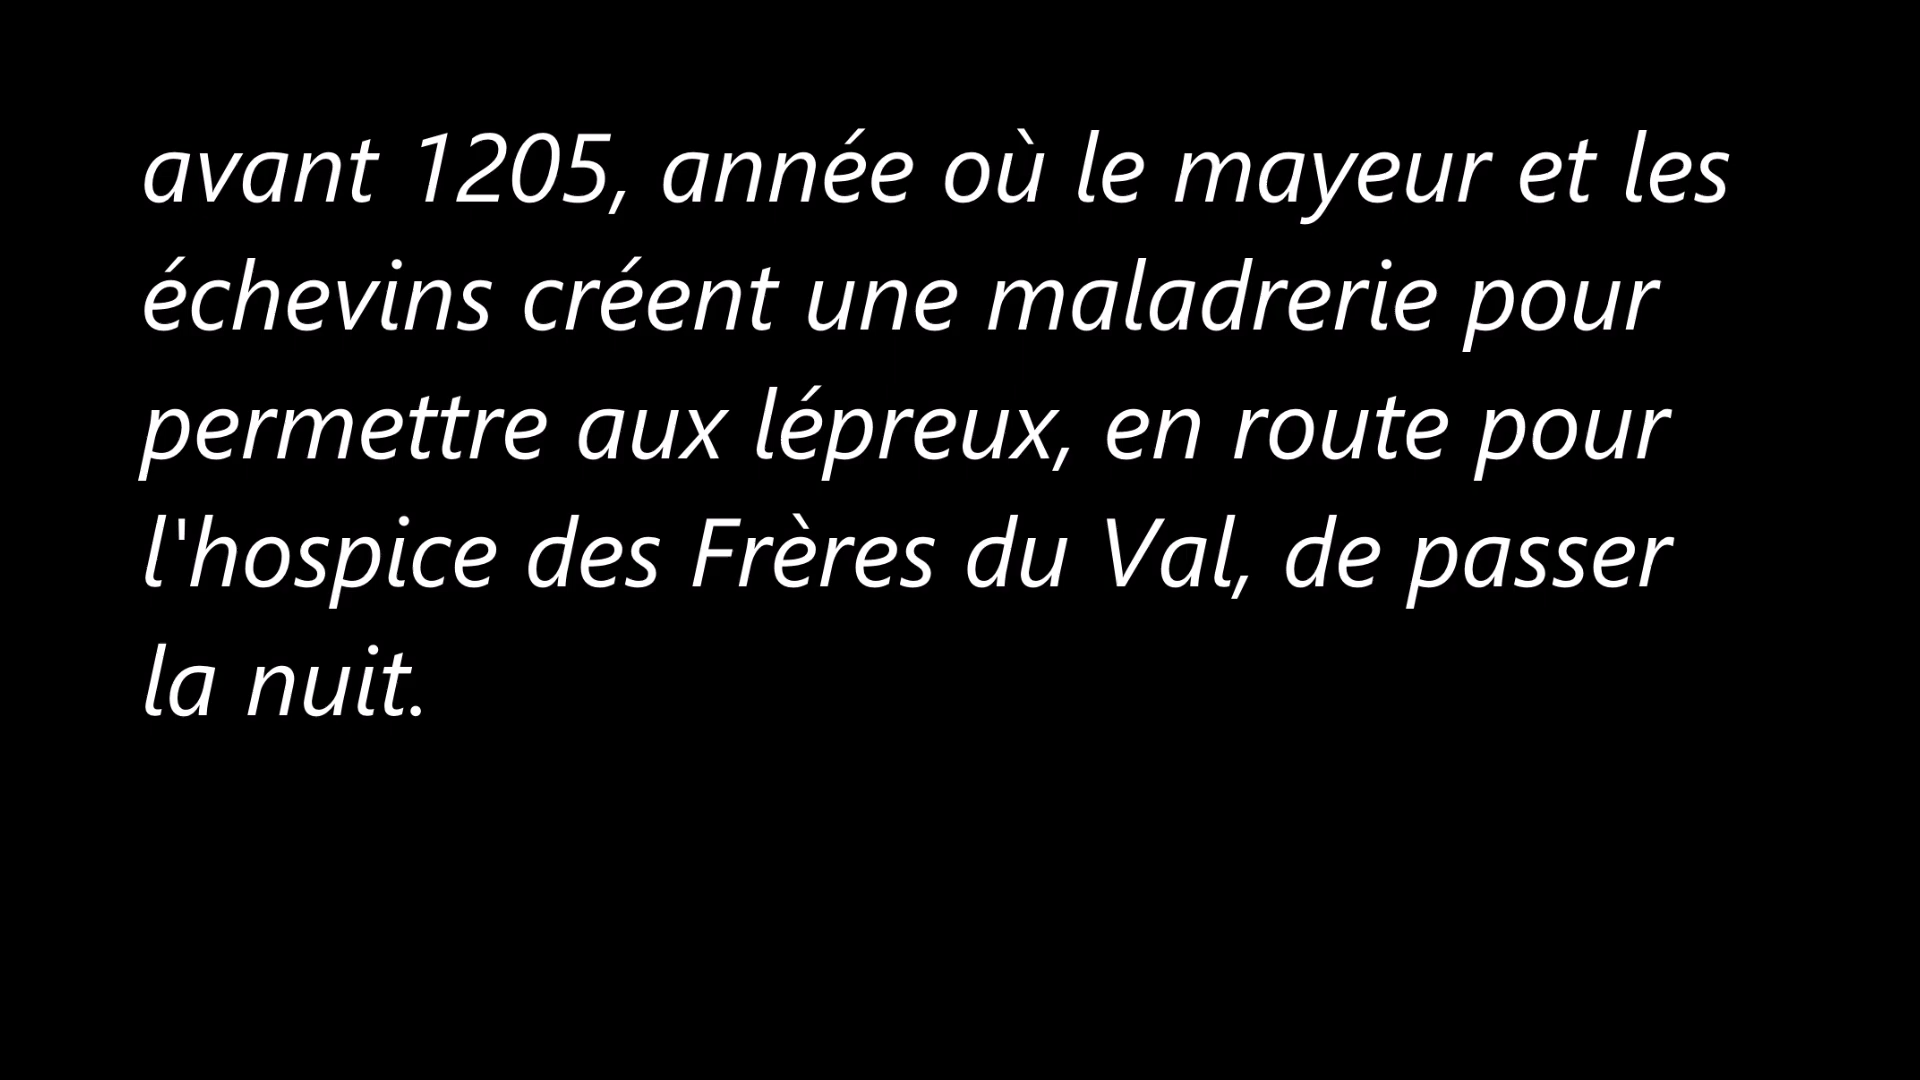 avant 1205, année où le mayeur et les
échevins créent une maladrerie pour
permettre aux lépreux, en route pour
l'hospice des Frères du Val, de passer
la nuit.